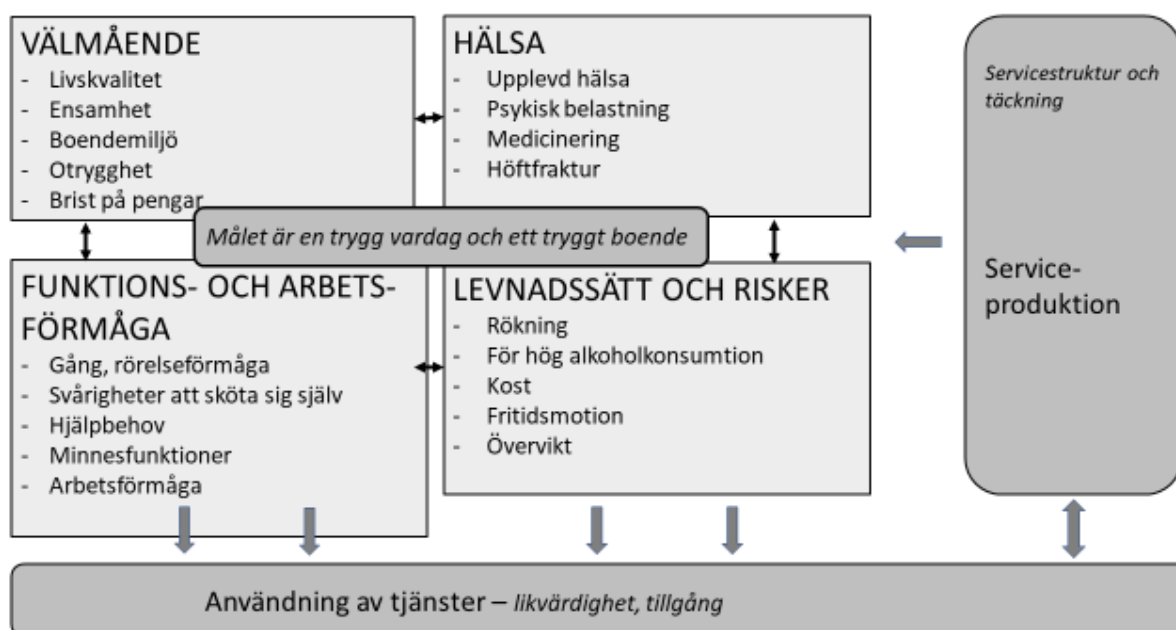 VÄLMÅENDE
- Livskvalitet
- Ensamhet
- Boendemiljö
- Otrygghet
- Brist på pengar
HÄLSA
- Upplevd hälsa
- Psykisk belastning
- Medicinering
- Höftfraktur
Målet är en trygg vardag och ett tryggt boende
FUNKTIONS- OCH ARBETS-
FÖRMÅGA
- Gång, rörelseförmåga
- Svårigheter att sköta sig själv
- Hjälpbehov
- Minnesfunktioner
- Arbetsförmåga
LEVNADSSÄTT OCH RISKER
- Rökning
- För hög alkoholkonsumtion
- Kost
- Fritidsmotion
- Övervikt
Servicestruktur och
täckning
Service-
produktion
Användning av tjänster – likvärdighet, tillgång